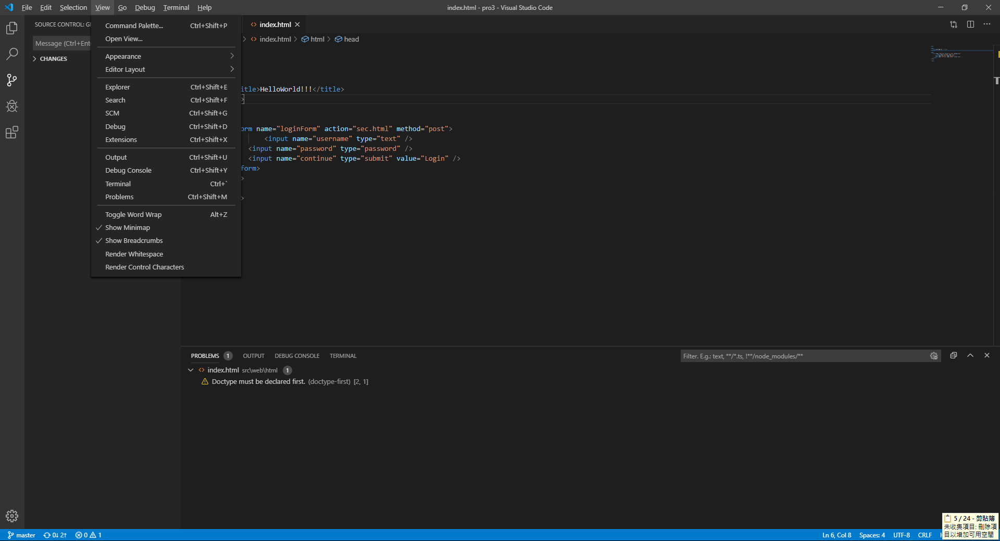 File Edit Selection View Go Debug Terminal Help
index.html - pro3 - Visual Studio Code
SOURCE CONTROL: GI
Message (Ctrl+Ent
CHANGES
Command Palette... Ctrl+Shift+P
Open View...
Appearance
Editor Layout
Explorer Ctrl+Shift+E
Search Ctrl+Shift+F
SCM Ctrl+Shift+G
Debug Ctrl+Shift+D
Extensions Ctrl+Shift+X
Output Ctrl+Shift+U
Debug Console Ctrl+Shift+Y
Terminal Ctrl+`
Problems Ctrl+Shift+M
Toggle Word Wrap Alt+Z
Show Minimap
Show Breadcrumbs
Render Whitespace
Render Control Characters
index.html
index.html > html > head
itle>HelloWorld!!!</title>
>
orm name="loginForm" action="sec.html" method="post">
<input name="username" type="text" />
<input name="password" type="password" />
<input name="continue" type="submit" value="Login" />
form>
>
>
PROBLEMS 1 OUTPUT DEBUG CONSOLE TERMINAL
Filter. E.g.: text, **/*.ts, !**/node_modules/**
index.html src\web\html 1
Doctype must be declared first. (doctype-first) [2, 1]
master 0↓ 2↑ 0 1
Ln 6, Col 8 Spaces: 4 UTF-8 CRLF
5 / 24 - 剪貼簿
未收集項目: 刪除項
目以增加可用空間